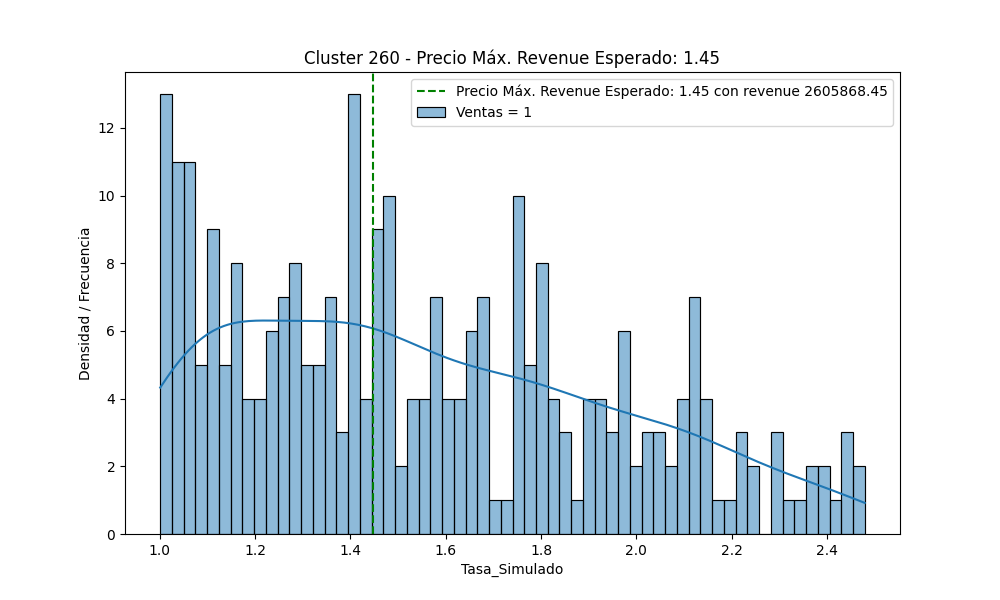 Cluster 260 - Precio Máx. Revenue Esperado: 1.45
Precio Máx. Revenue Esperado: 1.45 con revenue 2605868.45
Ventas = 1
Densidad / Frecuencia
12
10
8
6
4
2
0
1.0 1.2 1.4 1.6 1.8 2.0 2.2 2.4
Tasa_Simulado